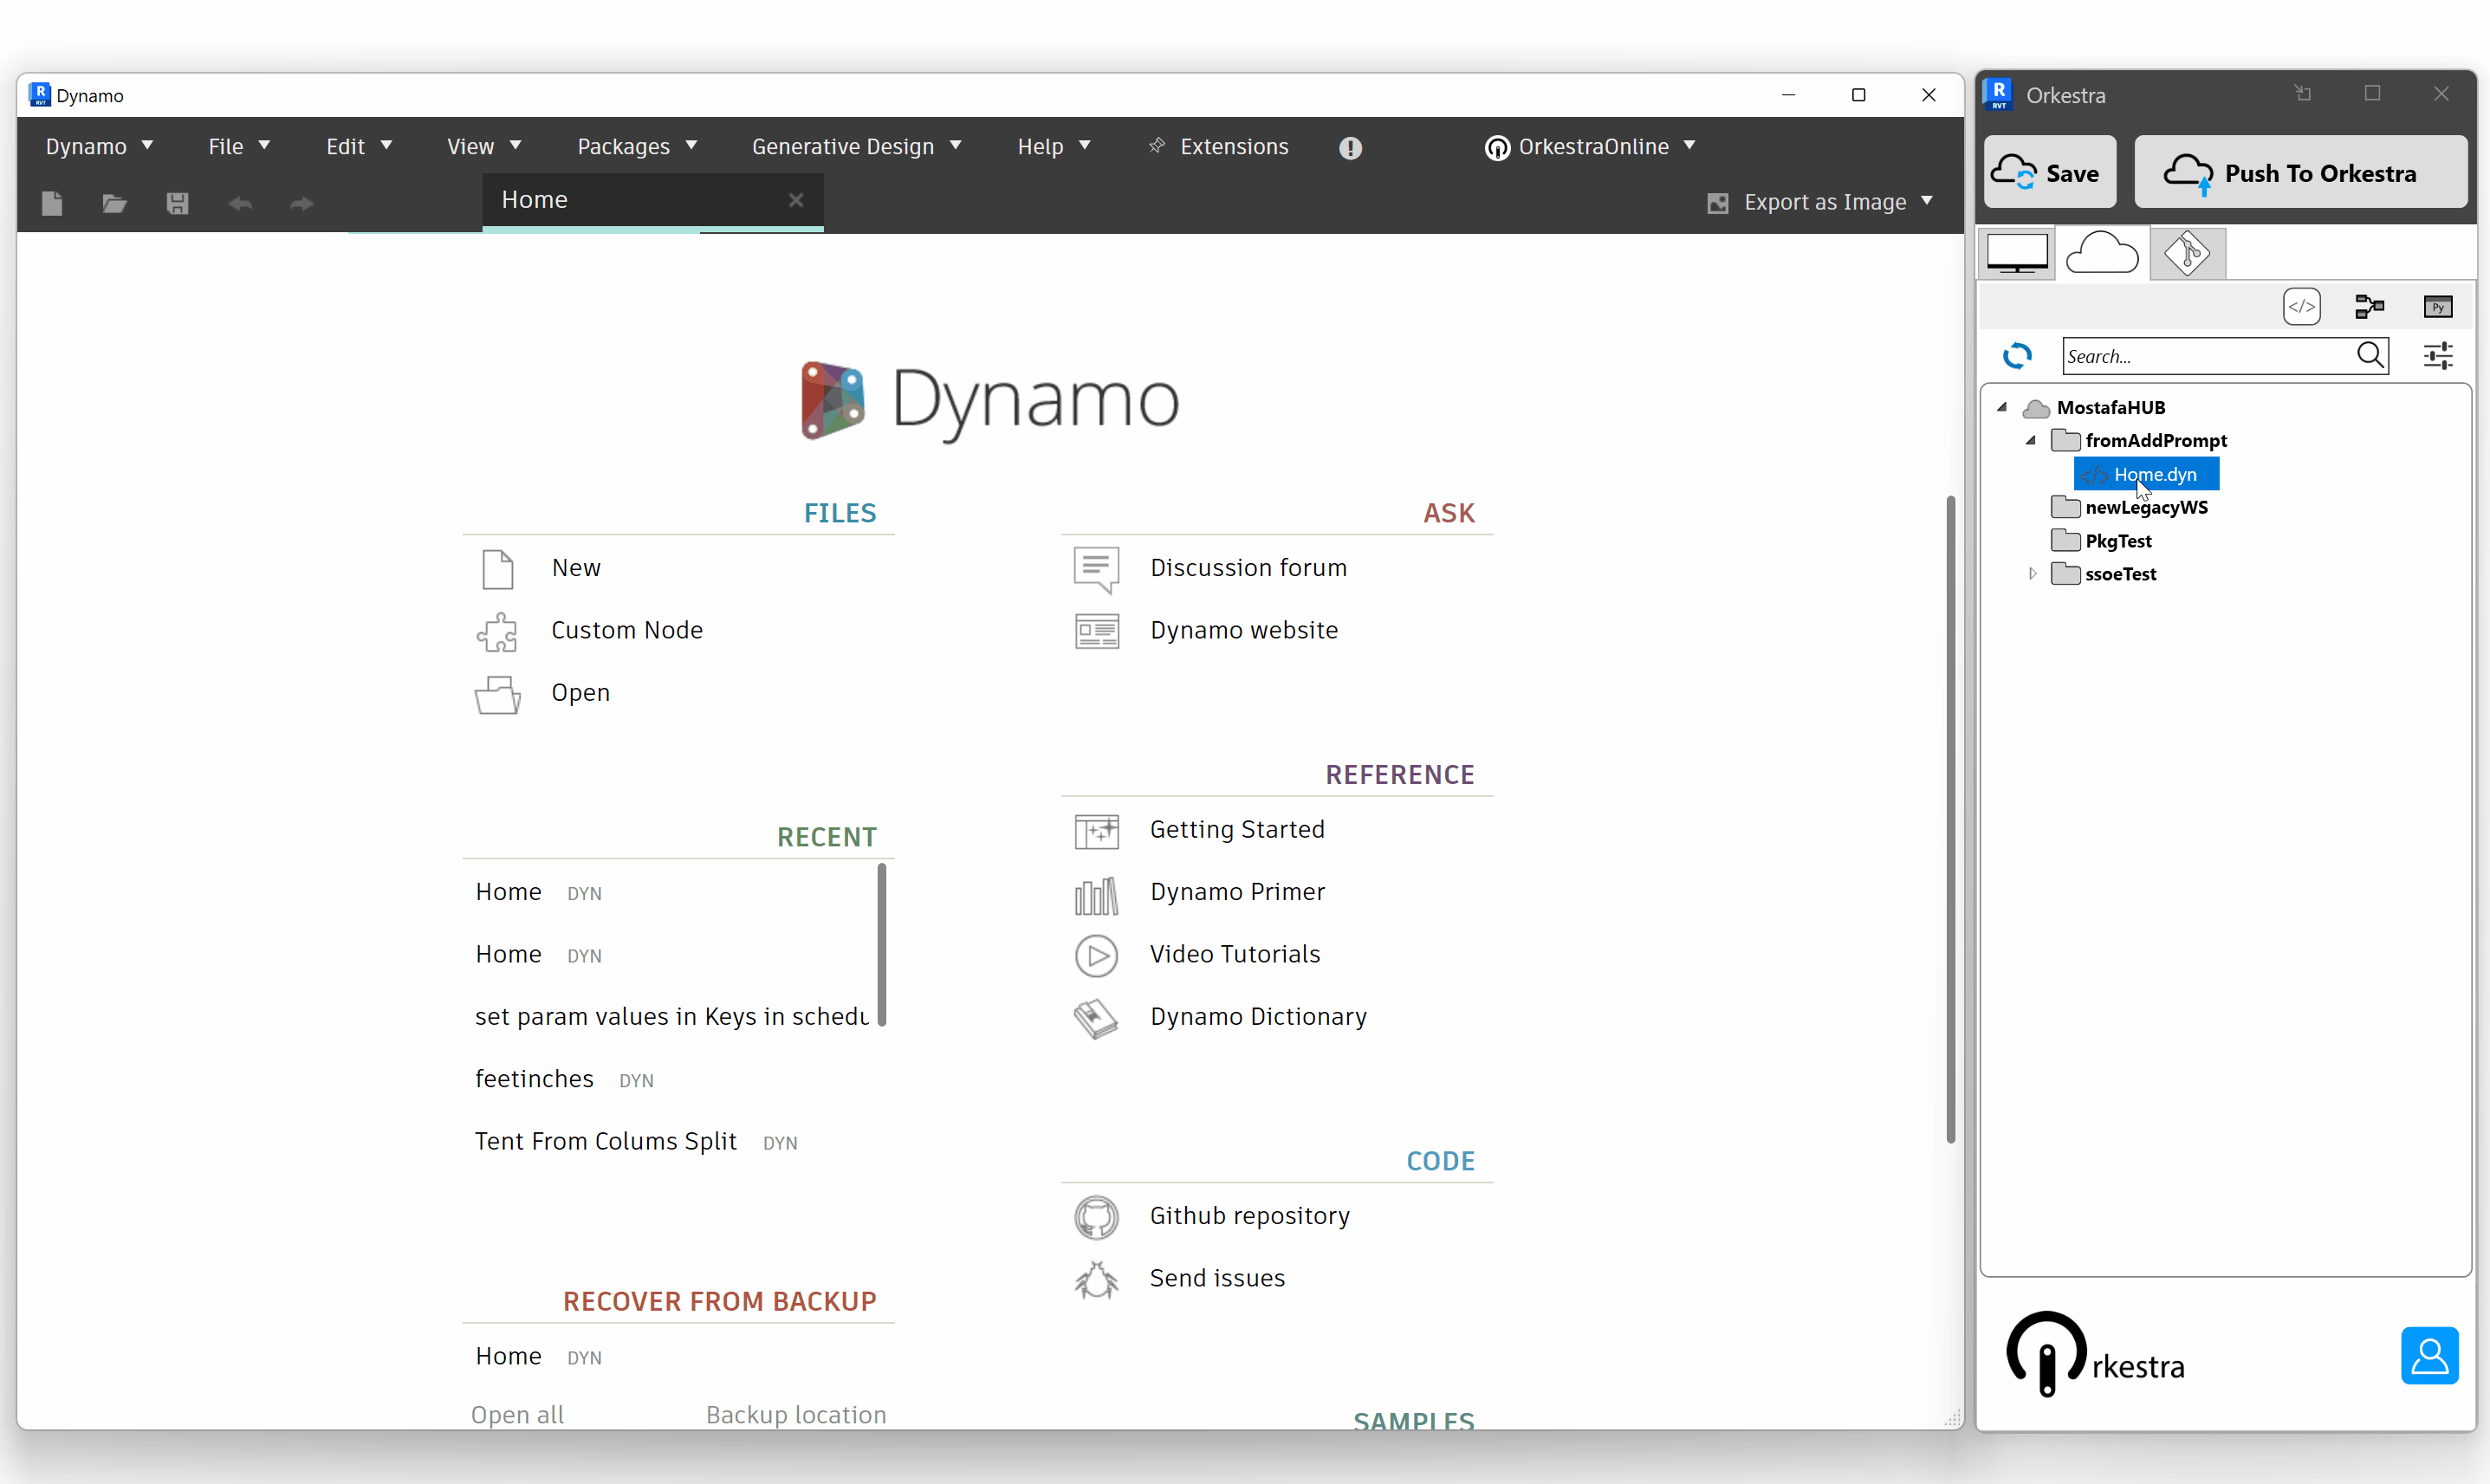 Dynamo
Dynamo File Edit View Packages Generative Design Help Extensions OrkestraOnline
Home
Export as Image
Dynamo
FILES
New
Custom Node
Open
RECENT
Home DYN
Home DYN
set param values in Keys in schedu
feetinches DYN
Tent From Colums Split DYN
RECOVER FROM BACKUP
Home DYN
Open all Backup location
ASK
Discussion forum
Dynamo website
REFERENCE
Getting Started
Dynamo Primer
Video Tutorials
Dynamo Dictionary
CODE
Github repository
Send issues
SAMPLES
R
RVT
R
RVT
Orkestra
Save Push To Orkestra
</> Py
Search...
MostafaHUB
fromAddPrompt
</> Home.dyn
newLegacyWS
PkgTest
ssoeTest
rkestra